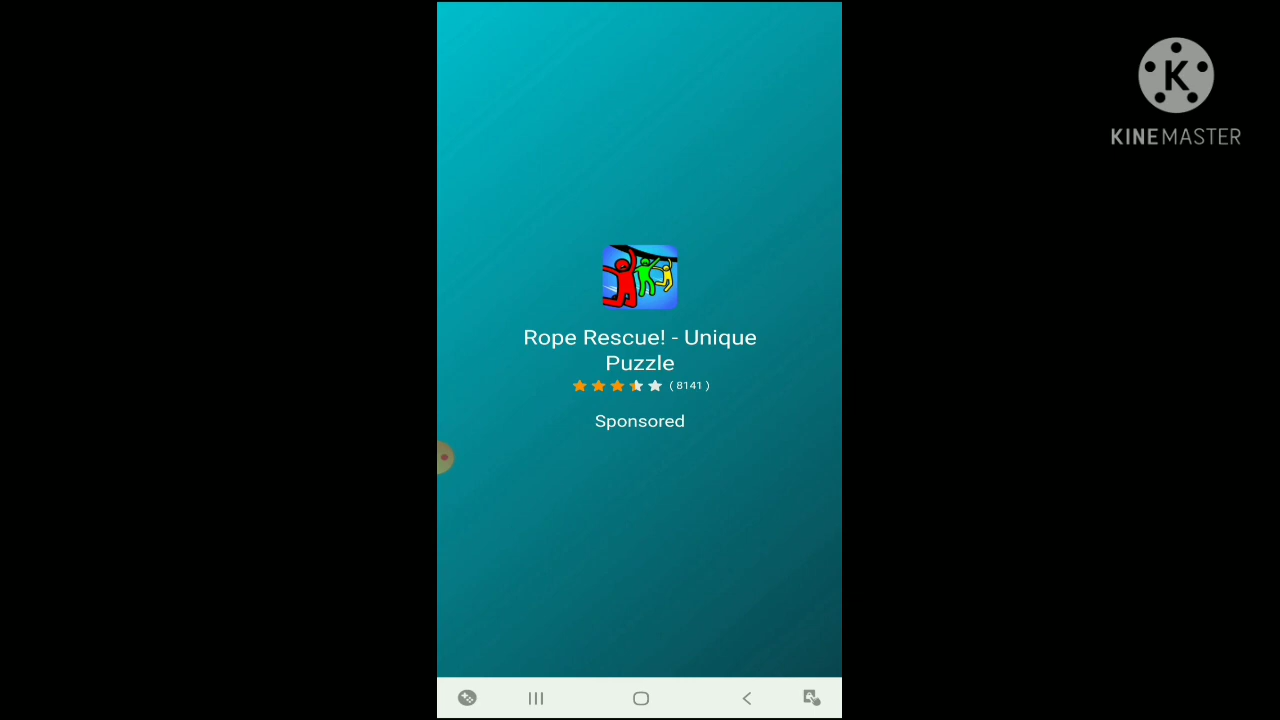 K
KINEMASTER
Rope Rescue! - Unique
Puzzle
( 8141 )
Sponsored